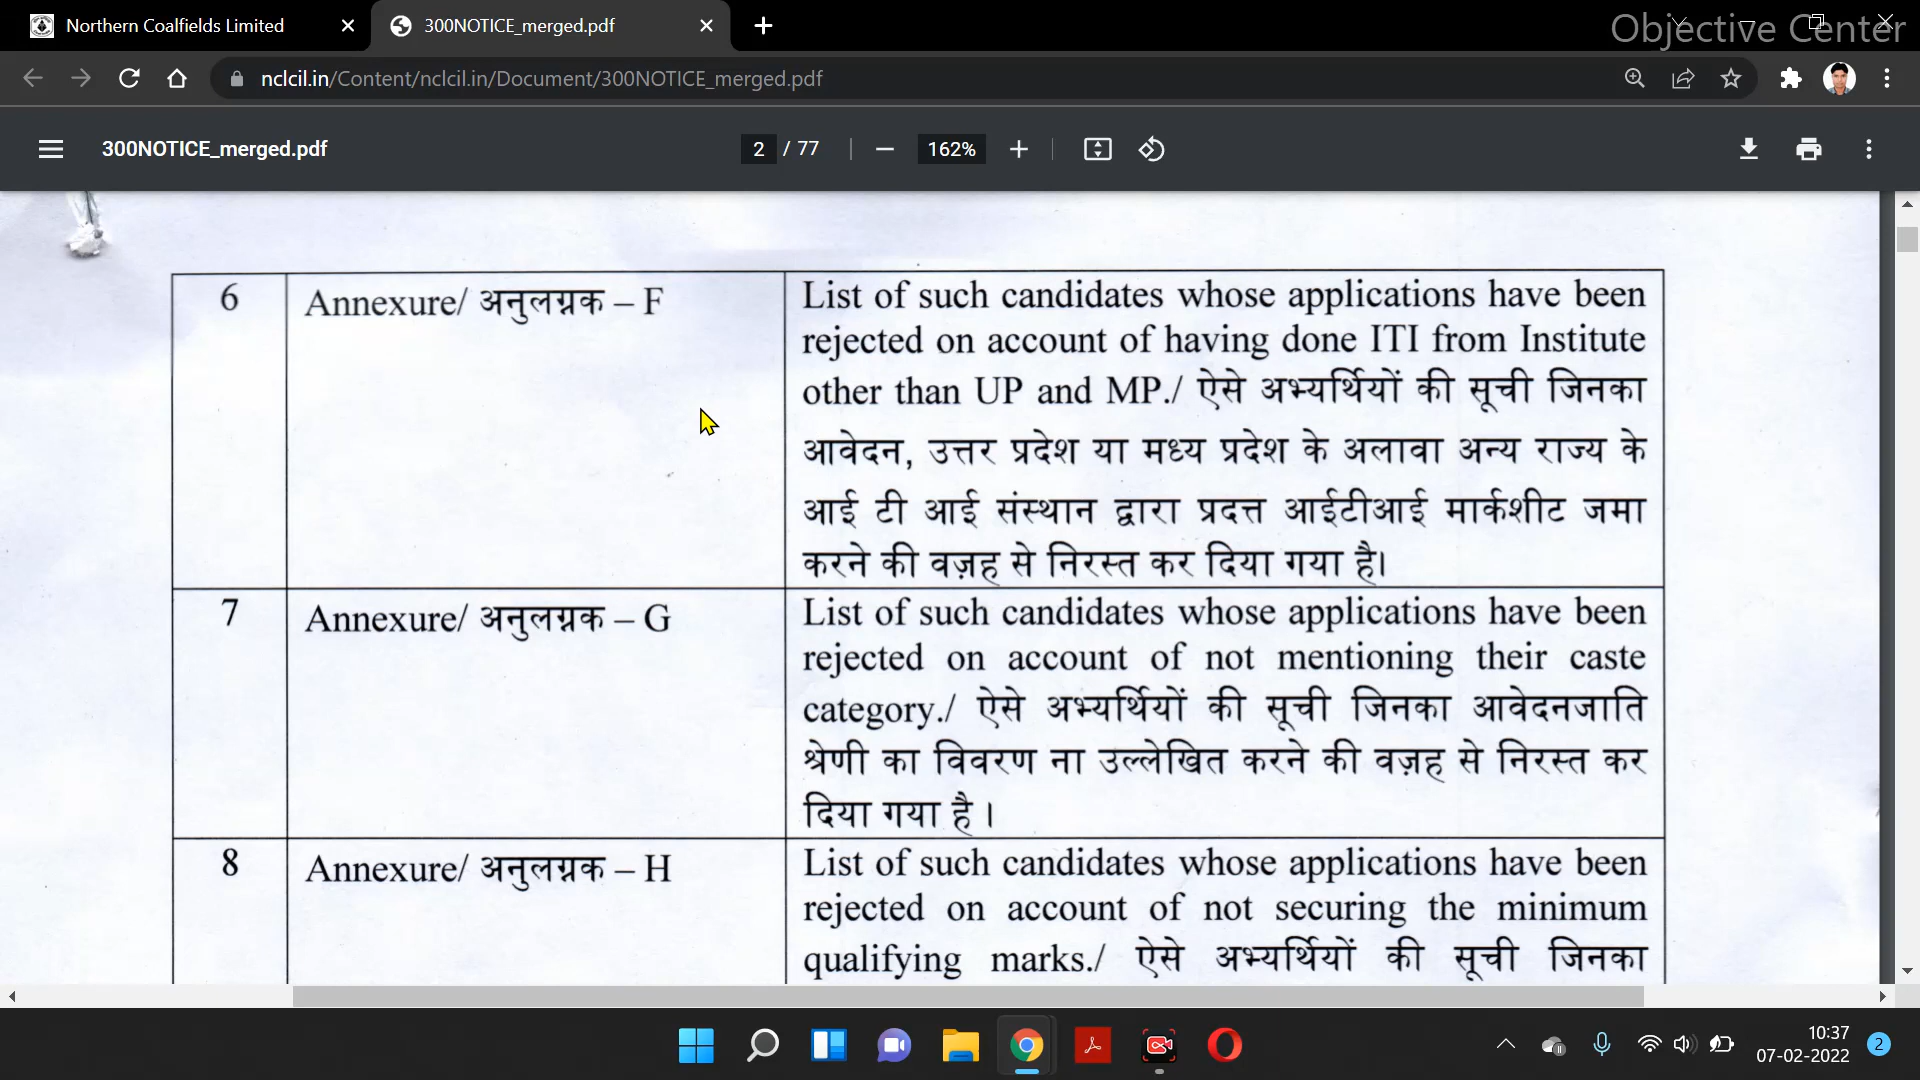 Northern Coalfields Limited
300NOTICE_merged.pdf
Objective Center
nclcil.in/Content/nclcil.in/Document/300NOTICE_merged.pdf
300NOTICE_merged.pdf
2 / 77
162%
6
Annexure/ अनुलग्नक – F
List of such candidates whose applications have been
rejected on account of having done ITI from Institute
other than UP and MP./ ऐसे अभ्यर्थियों की सूची जिनका
आवेदन, उत्तर प्रदेश या मध्य प्रदेश के अलावा अन्य राज्य के
आई टी आई संस्थान द्वारा प्रदत्त आईटीआई मार्कशीट जमा
करने की वज़ह से निरस्त कर दिया गया है।
7
Annexure/ अनुलग्नक – G
List of such candidates whose applications have been
rejected on account of not mentioning their caste
category./ ऐसे अभ्यर्थियों की सूची जिनका आवेदनजाति
श्रेणी का विवरण ना उल्लेखित करने की वज़ह से निरस्त कर
दिया गया है ।
8
Annexure/ अनुलग्नक – H
List of such candidates whose applications have been
rejected on account of not securing the minimum
qualifying marks./ ऐसे अभ्यर्थियों की सूची जिनका
10:37
07-02-2022
2